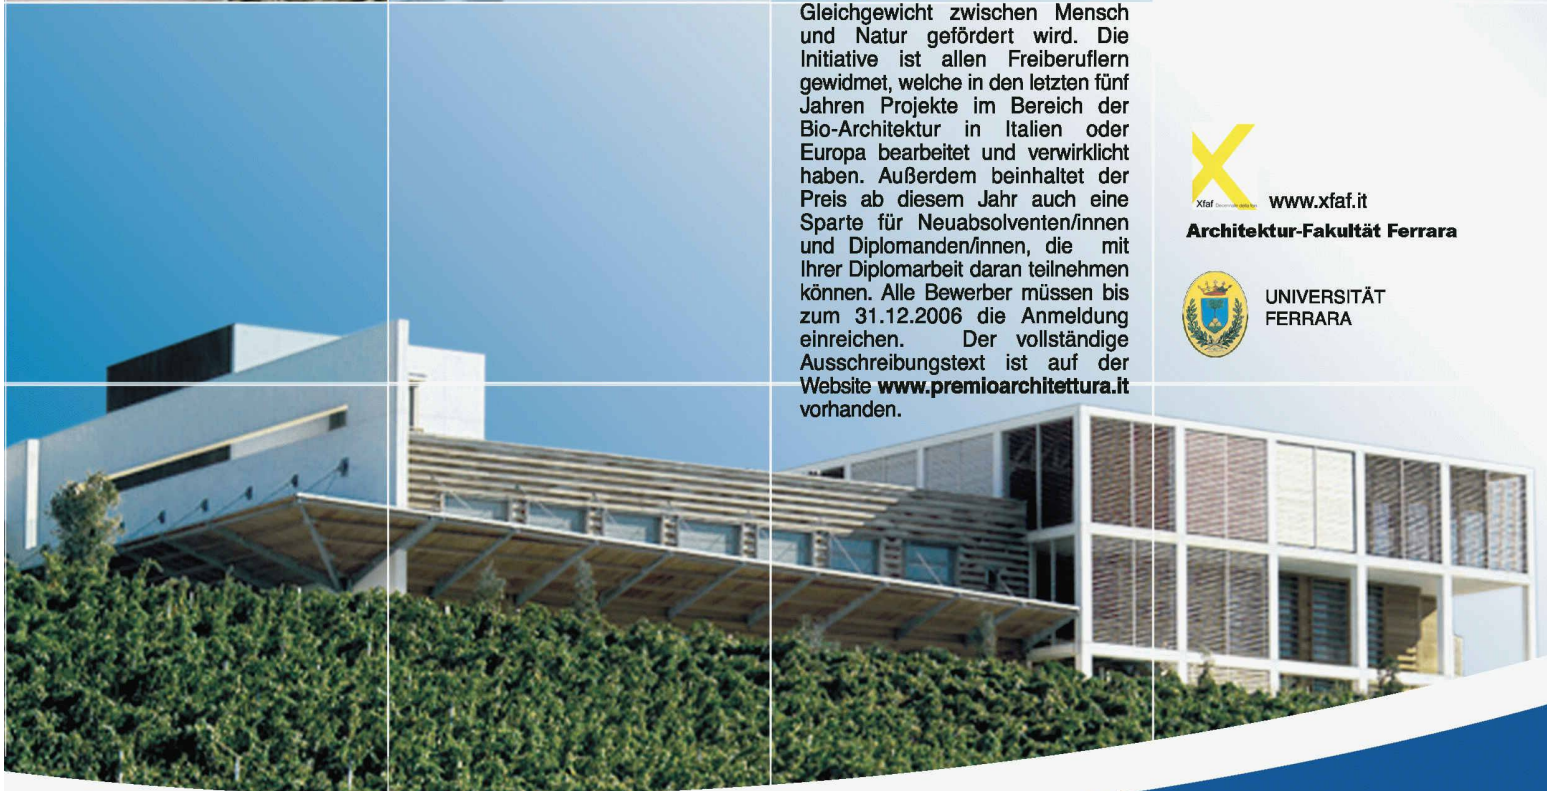 Gleichgewicht zwischen Mensch
und Natur gefördert wird. Die
Initiative ist allen Freiberuflern
gewidmet, welche in den letzten fünf
Jahren Projekte im Bereich der
Bio-Architektur in Italien oder
Europa bearbeitet und verwirklicht
haben. Außerdem beinhaltet der
Preis ab diesem Jahr auch eine
Sparte für Neuabsolventen/innen
und Diplomanden/innen, die mit
Ihrer Diplomarbeit daran teilnehmen
können. Alle Bewerber müssen bis
zum 31.12.2006 die Anmeldung
einreichen. Der vollständige
Ausschreibungstext ist auf der
Website www.premioarchitettura.it
vorhanden.
Xfaf
www.xfaf.it
Architektur-Fakultät Ferrara
UNIVERSITÄT
FERRARA